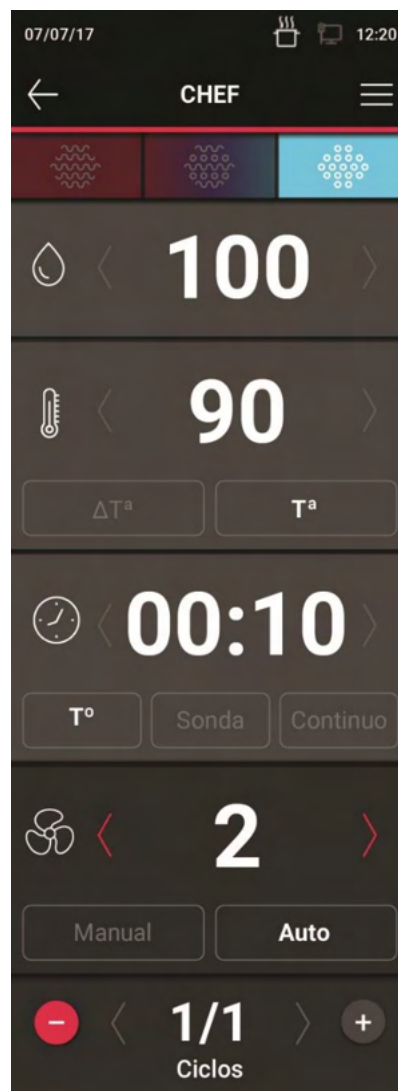 07/07/17 12:20
CHEF
100
90
ΔTª Tª
00:10
Tº Sonda Continuo
2
Manual Auto
- 1/1 +
Ciclos